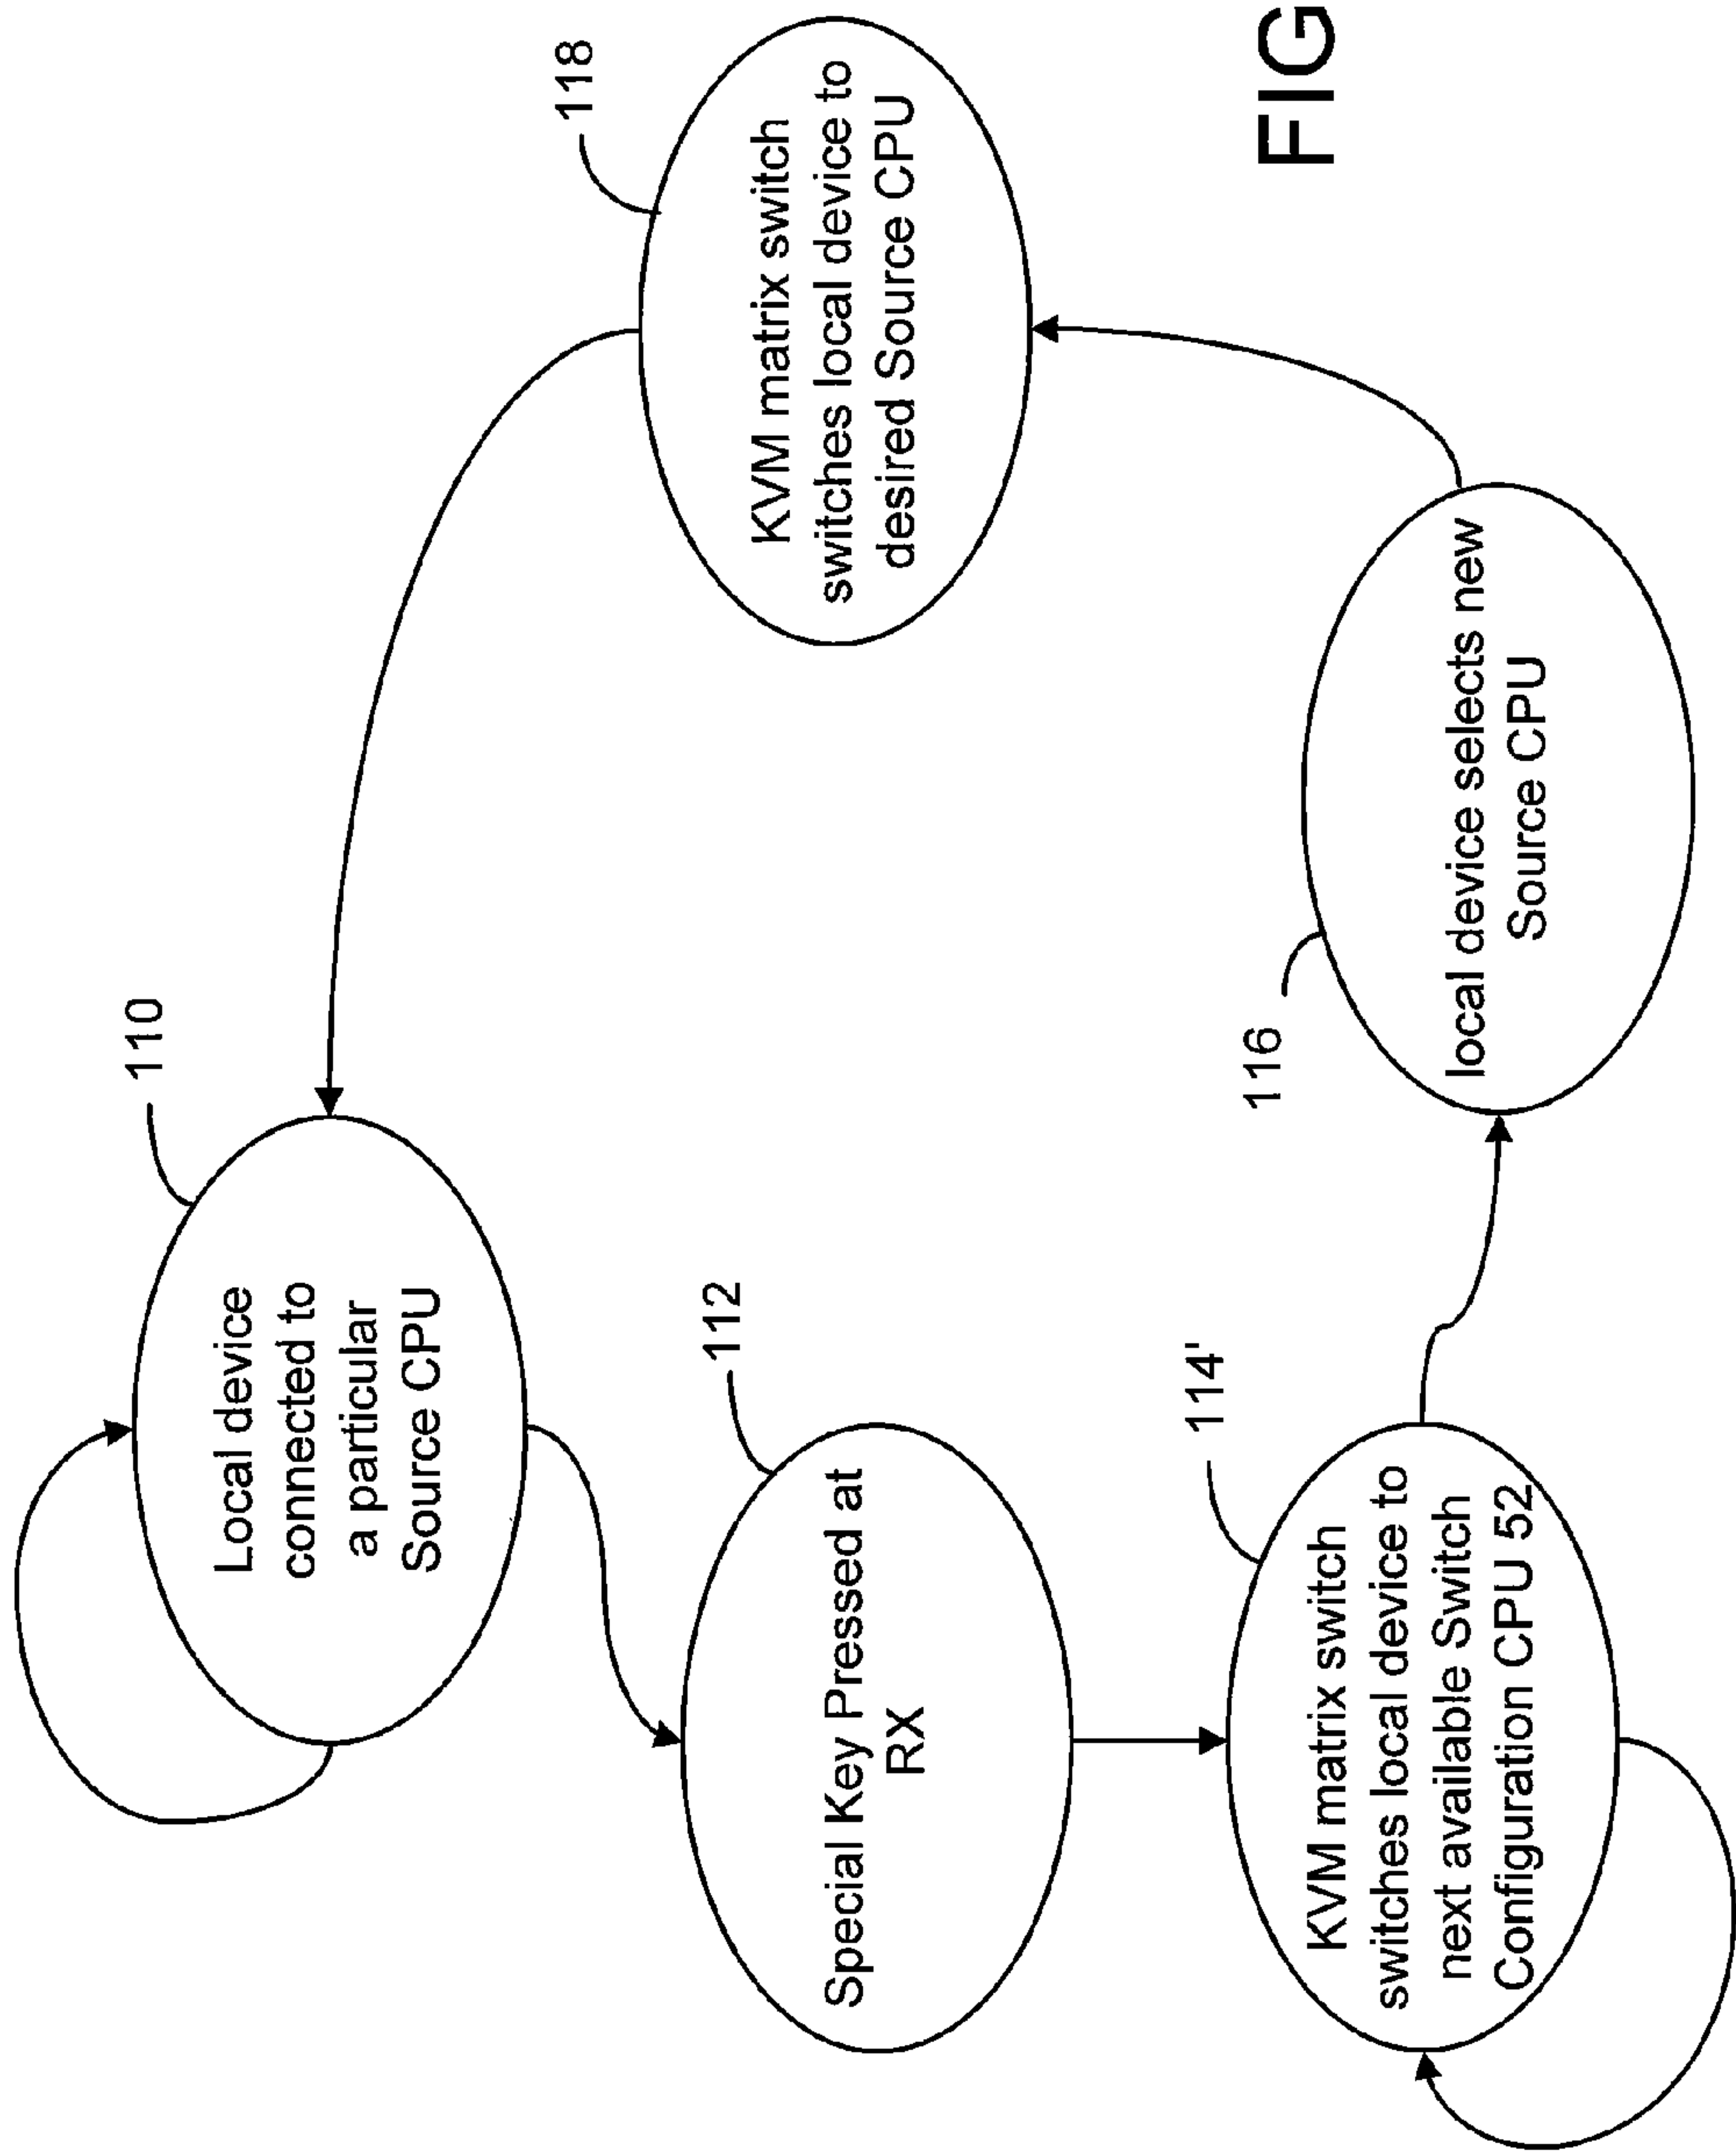 110
Local device
connected to
a particular
Source CPU
112
Special Key Pressed at
RX
114'
KVM matrix switch
switches local device to
next available Switch
Configuration CPU 52
116
local device selects new
Source CPU
118
KVM matrix switch
switches local device to
desired Source CPU
FIG